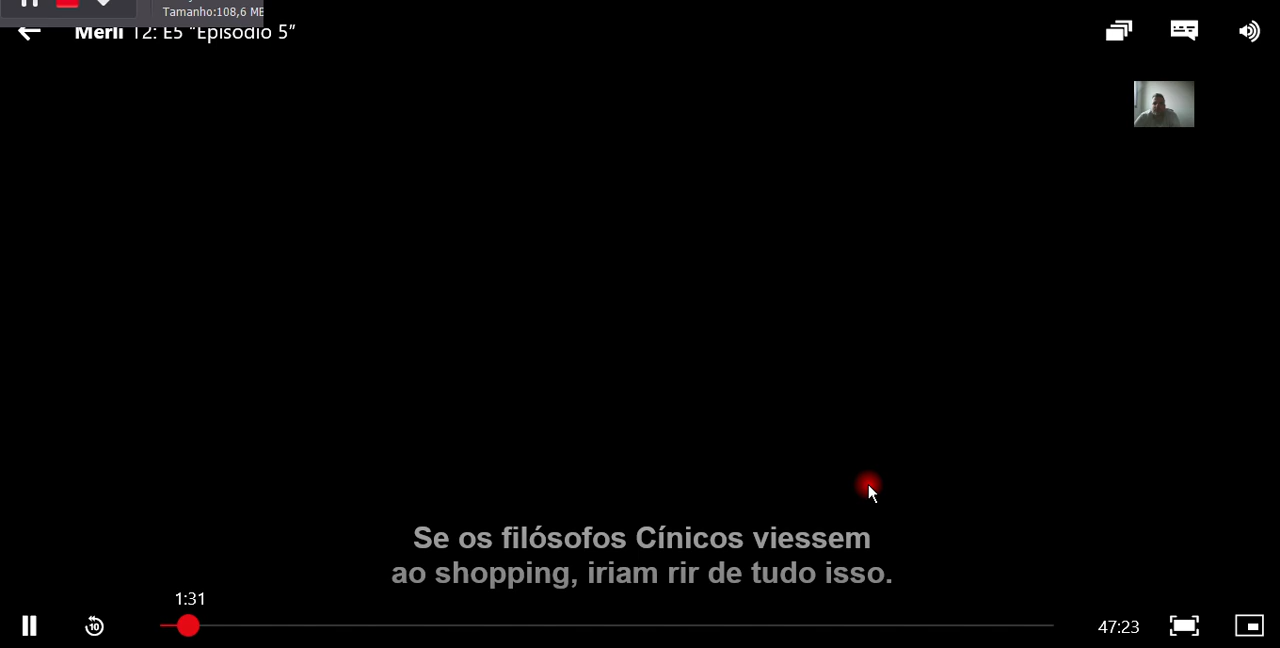 Tamanho:108,6 MB
Merlí T2: E5 “Episódio 5”
Se os filósofos Cínicos viessem
ao shopping, iriam rir de tudo isso.
1:31
10
47:23